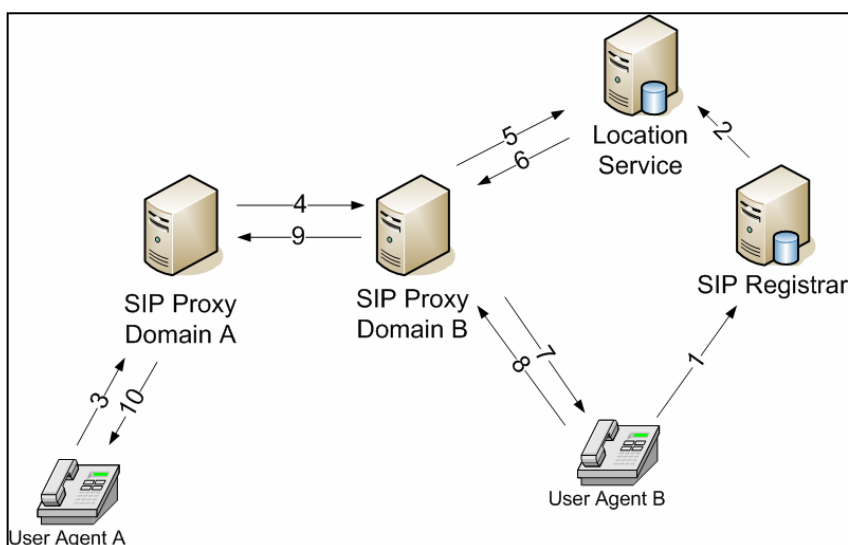 Location
Service
5
6
2
4
9
SIP Proxy
Domain A
SIP Proxy
Domain B
SIP Registrar
3
10
7
8
1
User Agent A
User Agent B